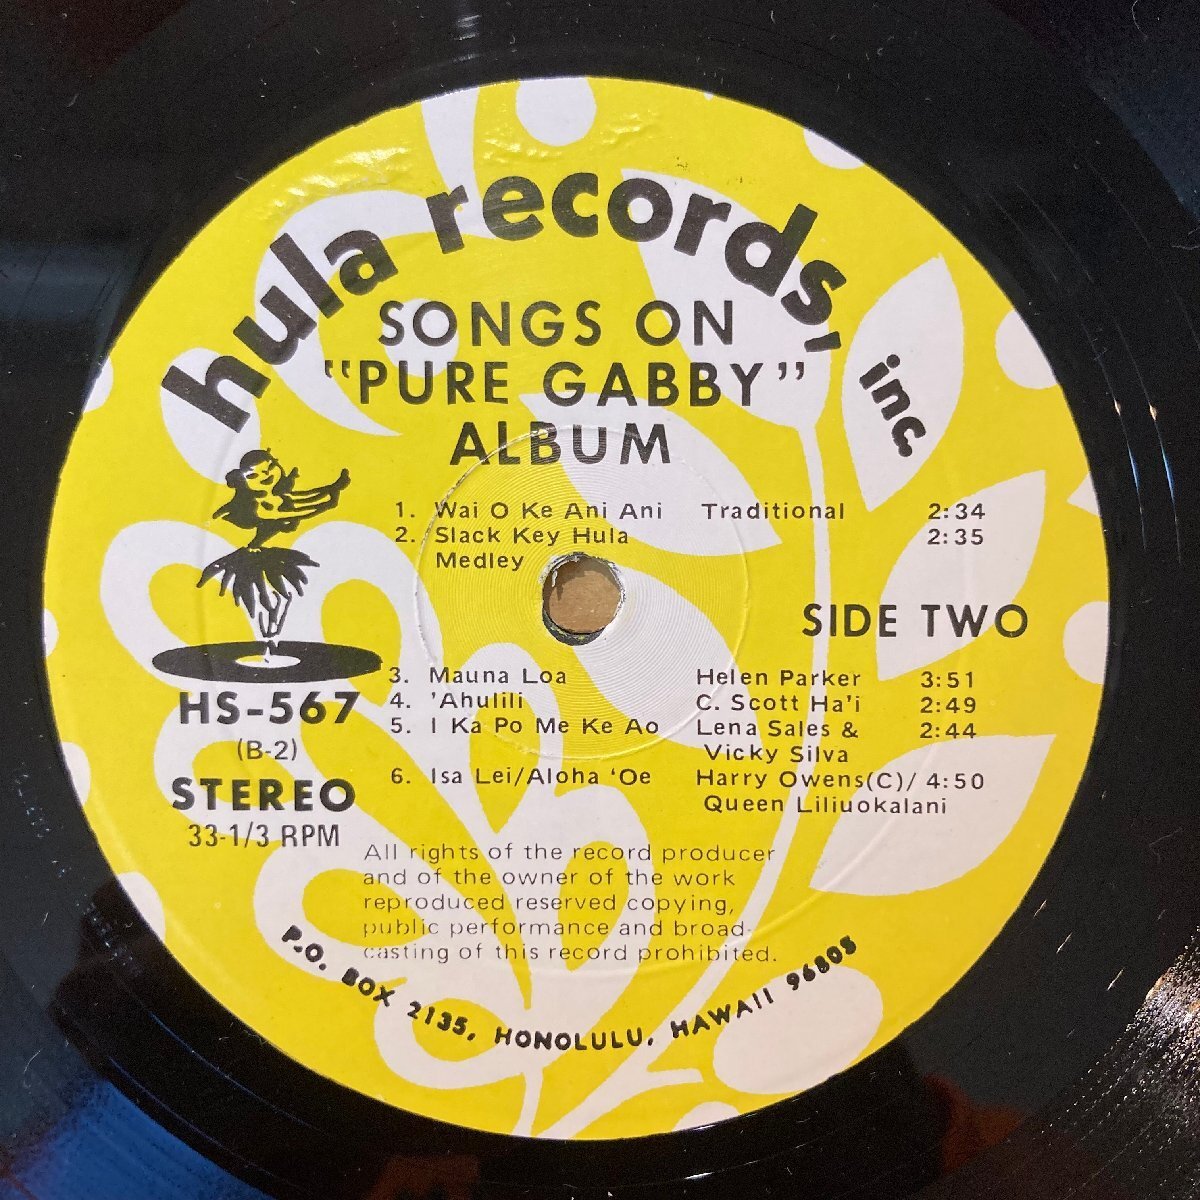 hula records, inc.
SONGS ON
"PURE GABBY"
ALBUM
1. Wai O Ke Ani Ani Traditional 2:34
2. Slack Key Hula 2:35
Medley
SIDE TWO
3. Mauna Loa Helen Parker 3:51
4. 'Ahulili C. Scott Ha'i 2:49
5. I Ka Po Me Ke Ao Lena Sales & 2:44
Vicky Silva
6. Isa Lei/Aloha 'Oe Harry Owens(C)/ 4:50
Queen Liliuokalani
HS-567
(B-2)
STEREO
33-1/3 RPM
All rights of the record producer
and of the owner of the work
reproduced reserved copying,
public performance and broad-
casting of this record prohibited.
P.O. BOX 2135, HONOLULU, HAWAII 96805